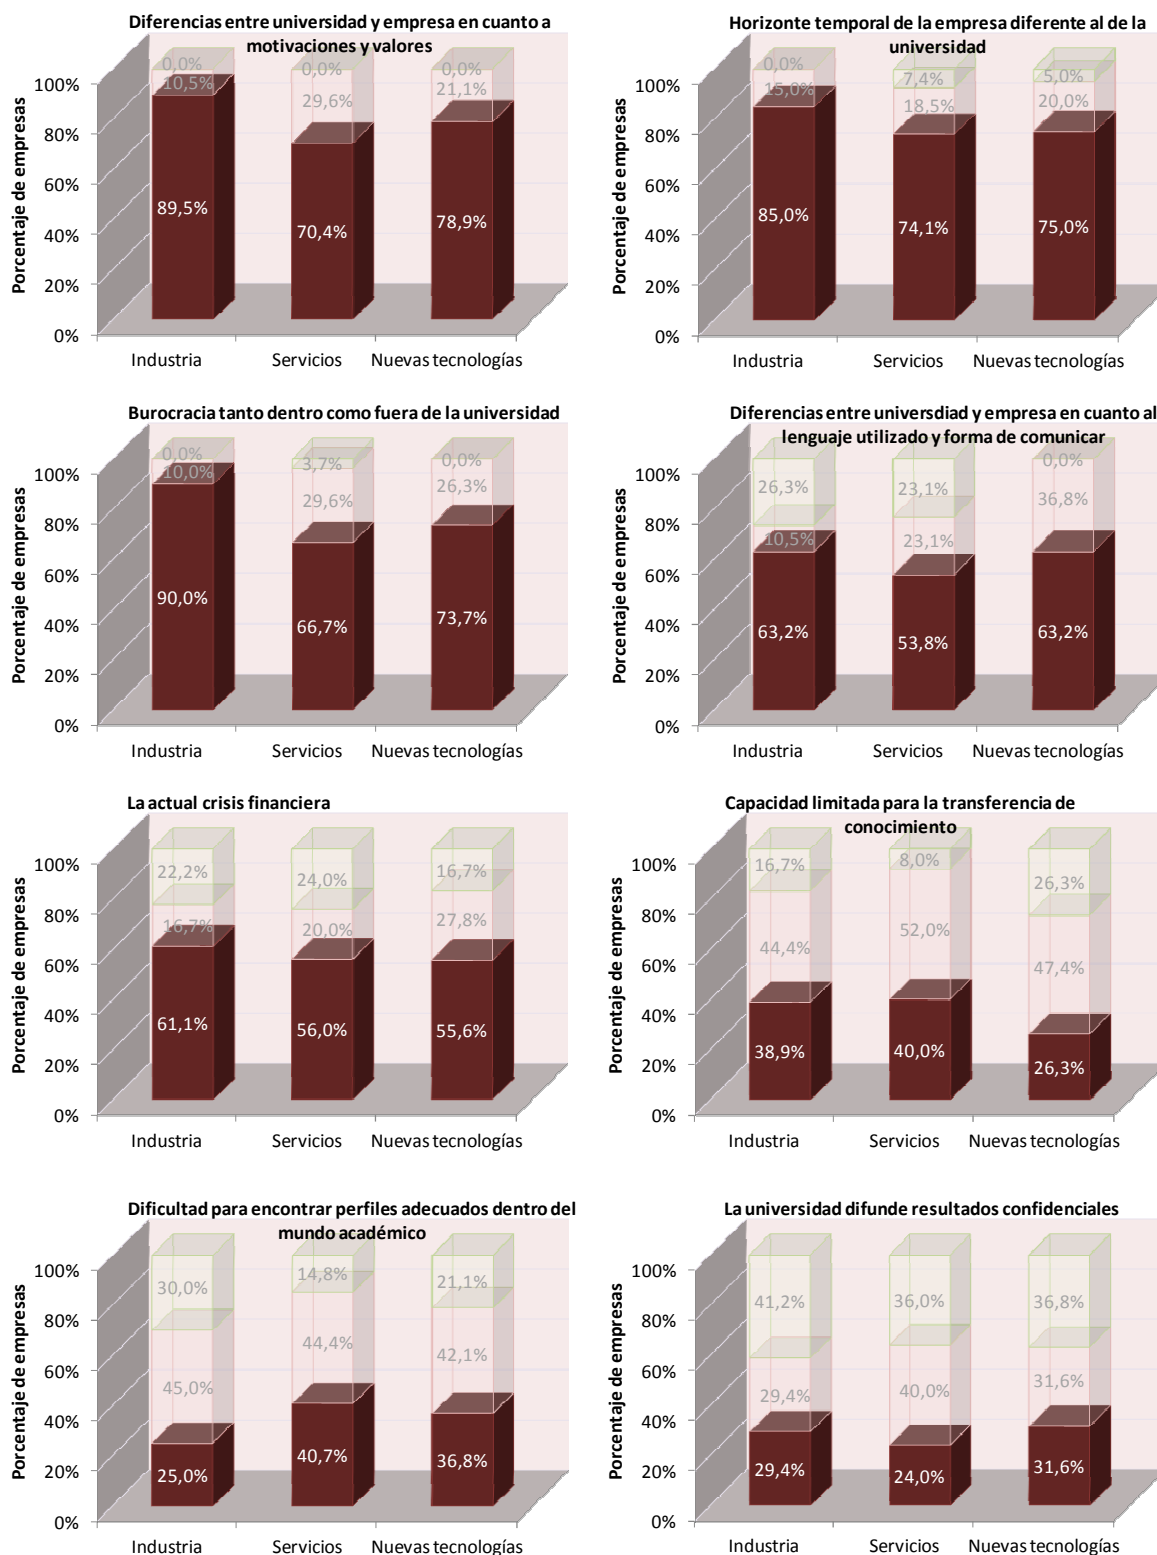 Diferencias entre universidad y empresa en cuanto a
motivaciones y valores
Porcentaje de empresas
100%
80%
60%
40%
20%
0%
0,0%
0,0%
0,0%
10,5%
29,6%
21,1%
89,5%
70,4%
78,9%
Industria
Servicios
Nuevas tecnologías
Horizonte temporal de la empresa diferente al de la
universidad
Porcentaje de empresas
100%
80%
60%
40%
20%
0%
0,0%
7,4%
5,0%
15,0%
18,5%
20,0%
85,0%
74,1%
75,0%
Industria
Servicios
Nuevas tecnologías
Burocracia tanto dentro como fuera de la universidad
Porcentaje de empresas
100%
80%
60%
40%
20%
0%
0,0%
3,7%
0,0%
10,0%
29,6%
26,3%
90,0%
66,7%
73,7%
Industria
Servicios
Nuevas tecnologías
Diferencias entre universdiad y empresa en cuanto al
lenguaje utilizado y forma de comunicar
Porcentaje de empresas
100%
80%
60%
40%
20%
0%
26,3%
23,1%
0,0%
10,5%
23,1%
36,8%
63,2%
53,8%
63,2%
Industria
Servicios
Nuevas tecnologías
La actual crisis financiera
Porcentaje de empresas
100%
80%
60%
40%
20%
0%
22,2%
24,0%
16,7%
16,7%
20,0%
27,8%
61,1%
56,0%
55,6%
Industria
Servicios
Nuevas tecnologías
Capacidad limitada para la transferencia de
conocimiento
Porcentaje de empresas
100%
80%
60%
40%
20%
0%
16,7%
8,0%
26,3%
44,4%
52,0%
47,4%
38,9%
40,0%
26,3%
Industria
Servicios
Nuevas tecnologías
Dificultad para encontrar perfiles adecuados dentro del
mundo académico
Porcentaje de empresas
100%
80%
60%
40%
20%
0%
30,0%
14,8%
21,1%
45,0%
44,4%
42,1%
25,0%
40,7%
36,8%
Industria
Servicios
Nuevas tecnologías
La universidad difunde resultados confidenciales
Porcentaje de empresas
100%
80%
60%
40%
20%
0%
41,2%
36,0%
36,8%
29,4%
40,0%
31,6%
29,4%
24,0%
31,6%
Industria
Servicios
Nuevas tecnologías